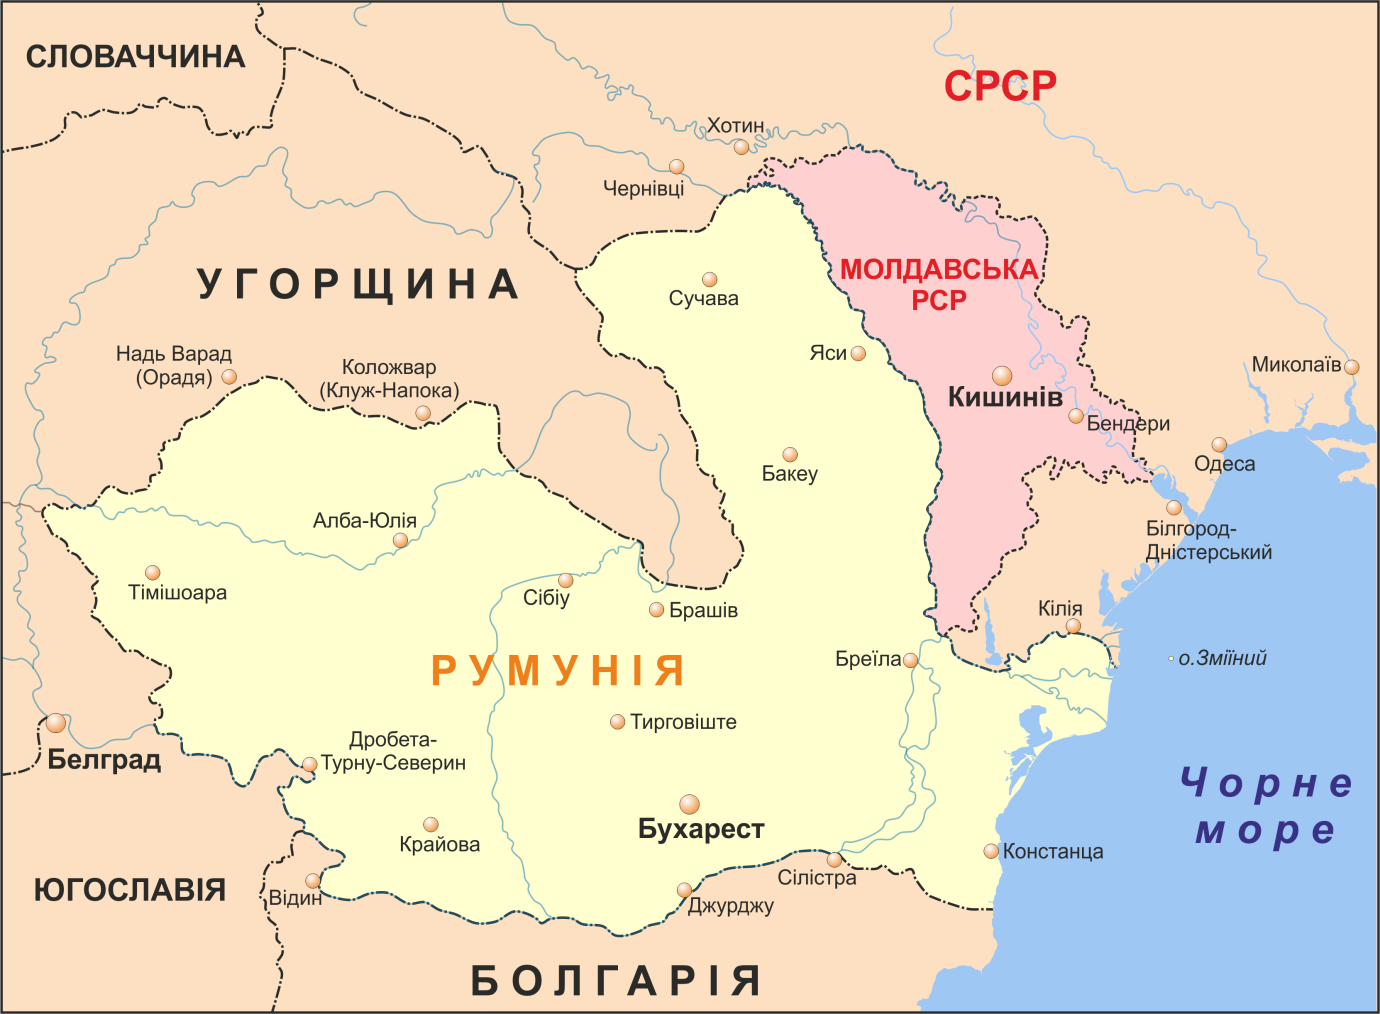 СЛОВАЧЧИНА
СРСР
Хотин
Чернівці
УГОРЩИНА
МОЛДАВСЬКА
РСР
Сучава
Яси
Надь Варад
(Орадя)
Коложвар
(Клуж-Напока)
Миколаїв
Кишинів
Бендери
Одеса
Бакеу
Алба-Юлія
Білгород-
Дністерський
Тімішоара
Сібіу
Брашів
Кілія
РУМУНІЯ
Бреїла
о.Зміїний
Тирговіште
Белград
Дробета-
Турну-Северин
Чорне
море
Бухарест
Крайова
Констанца
ЮГОСЛАВІЯ
Відин
Сілістра
Джурджу
БОЛГАРІЯ